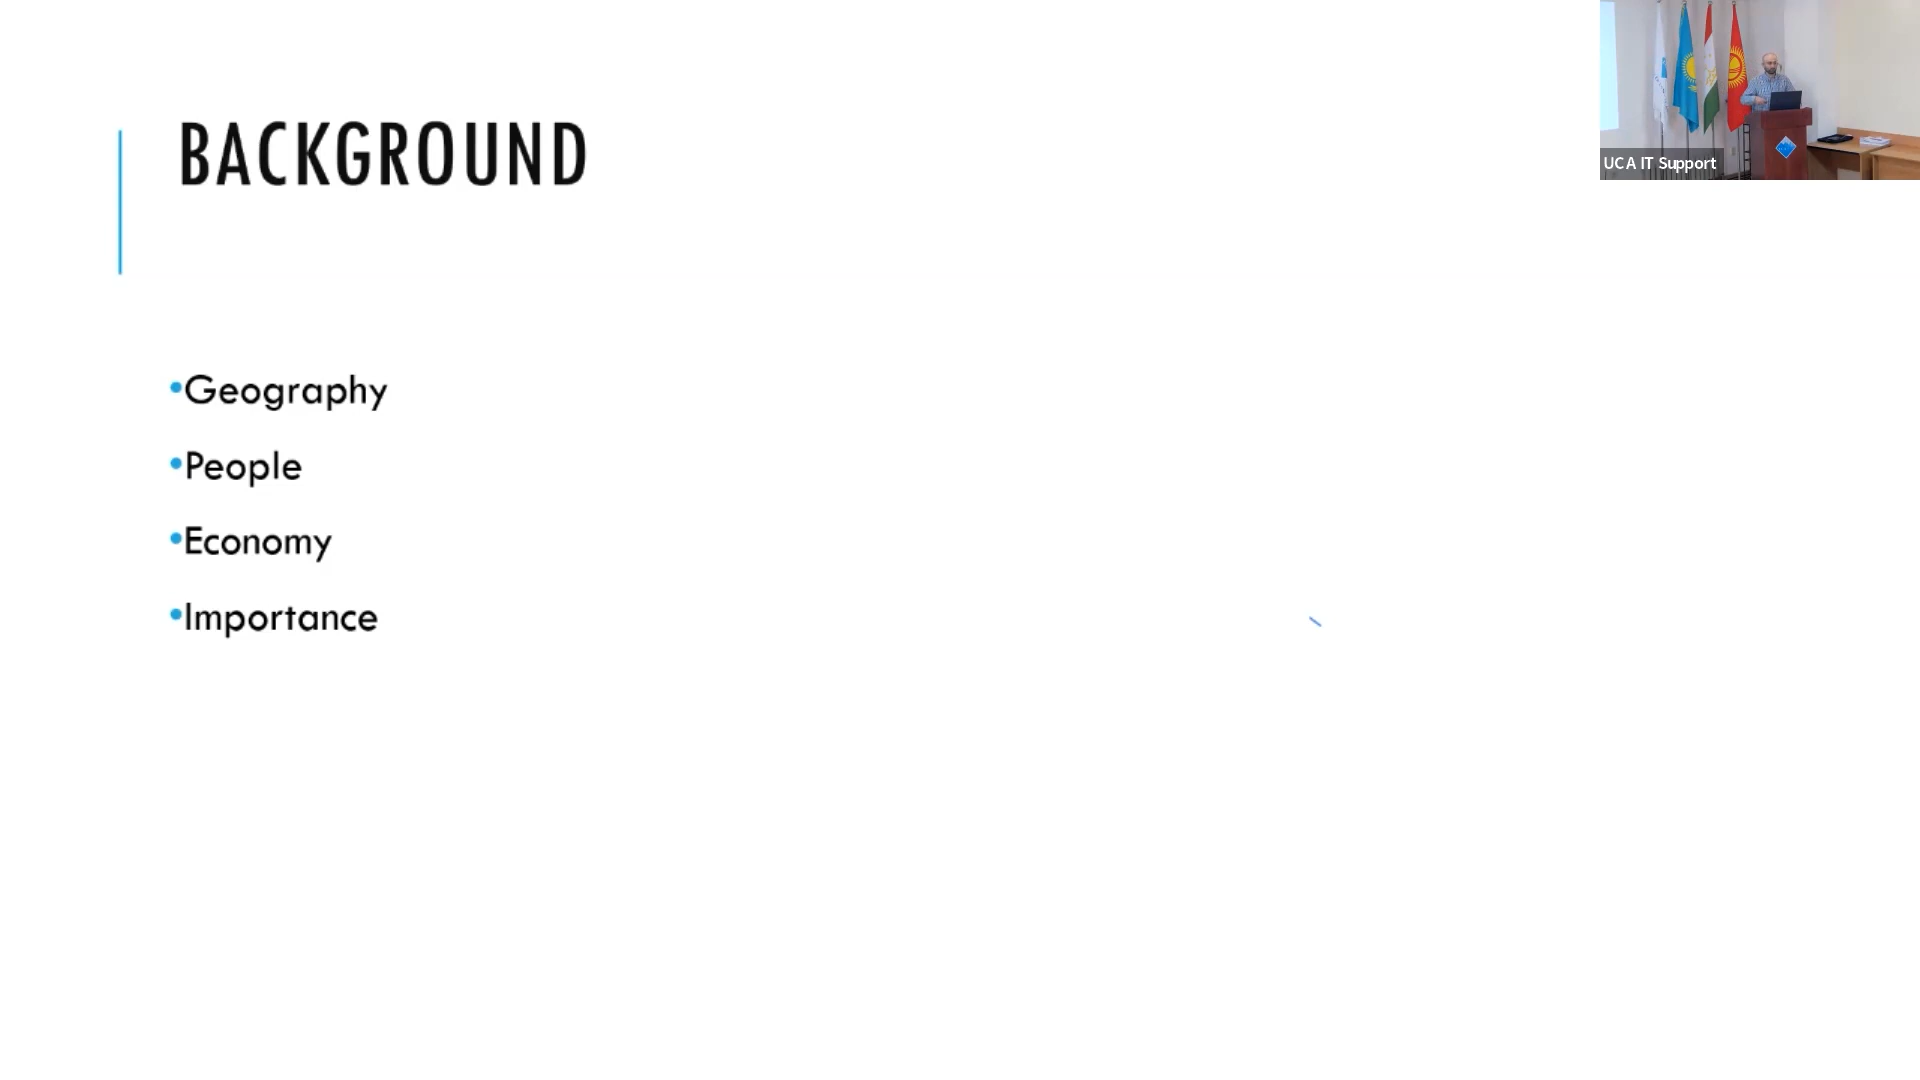 BACKGROUND
UCA IT Support
•Geography
•People
•Economy
•Importance